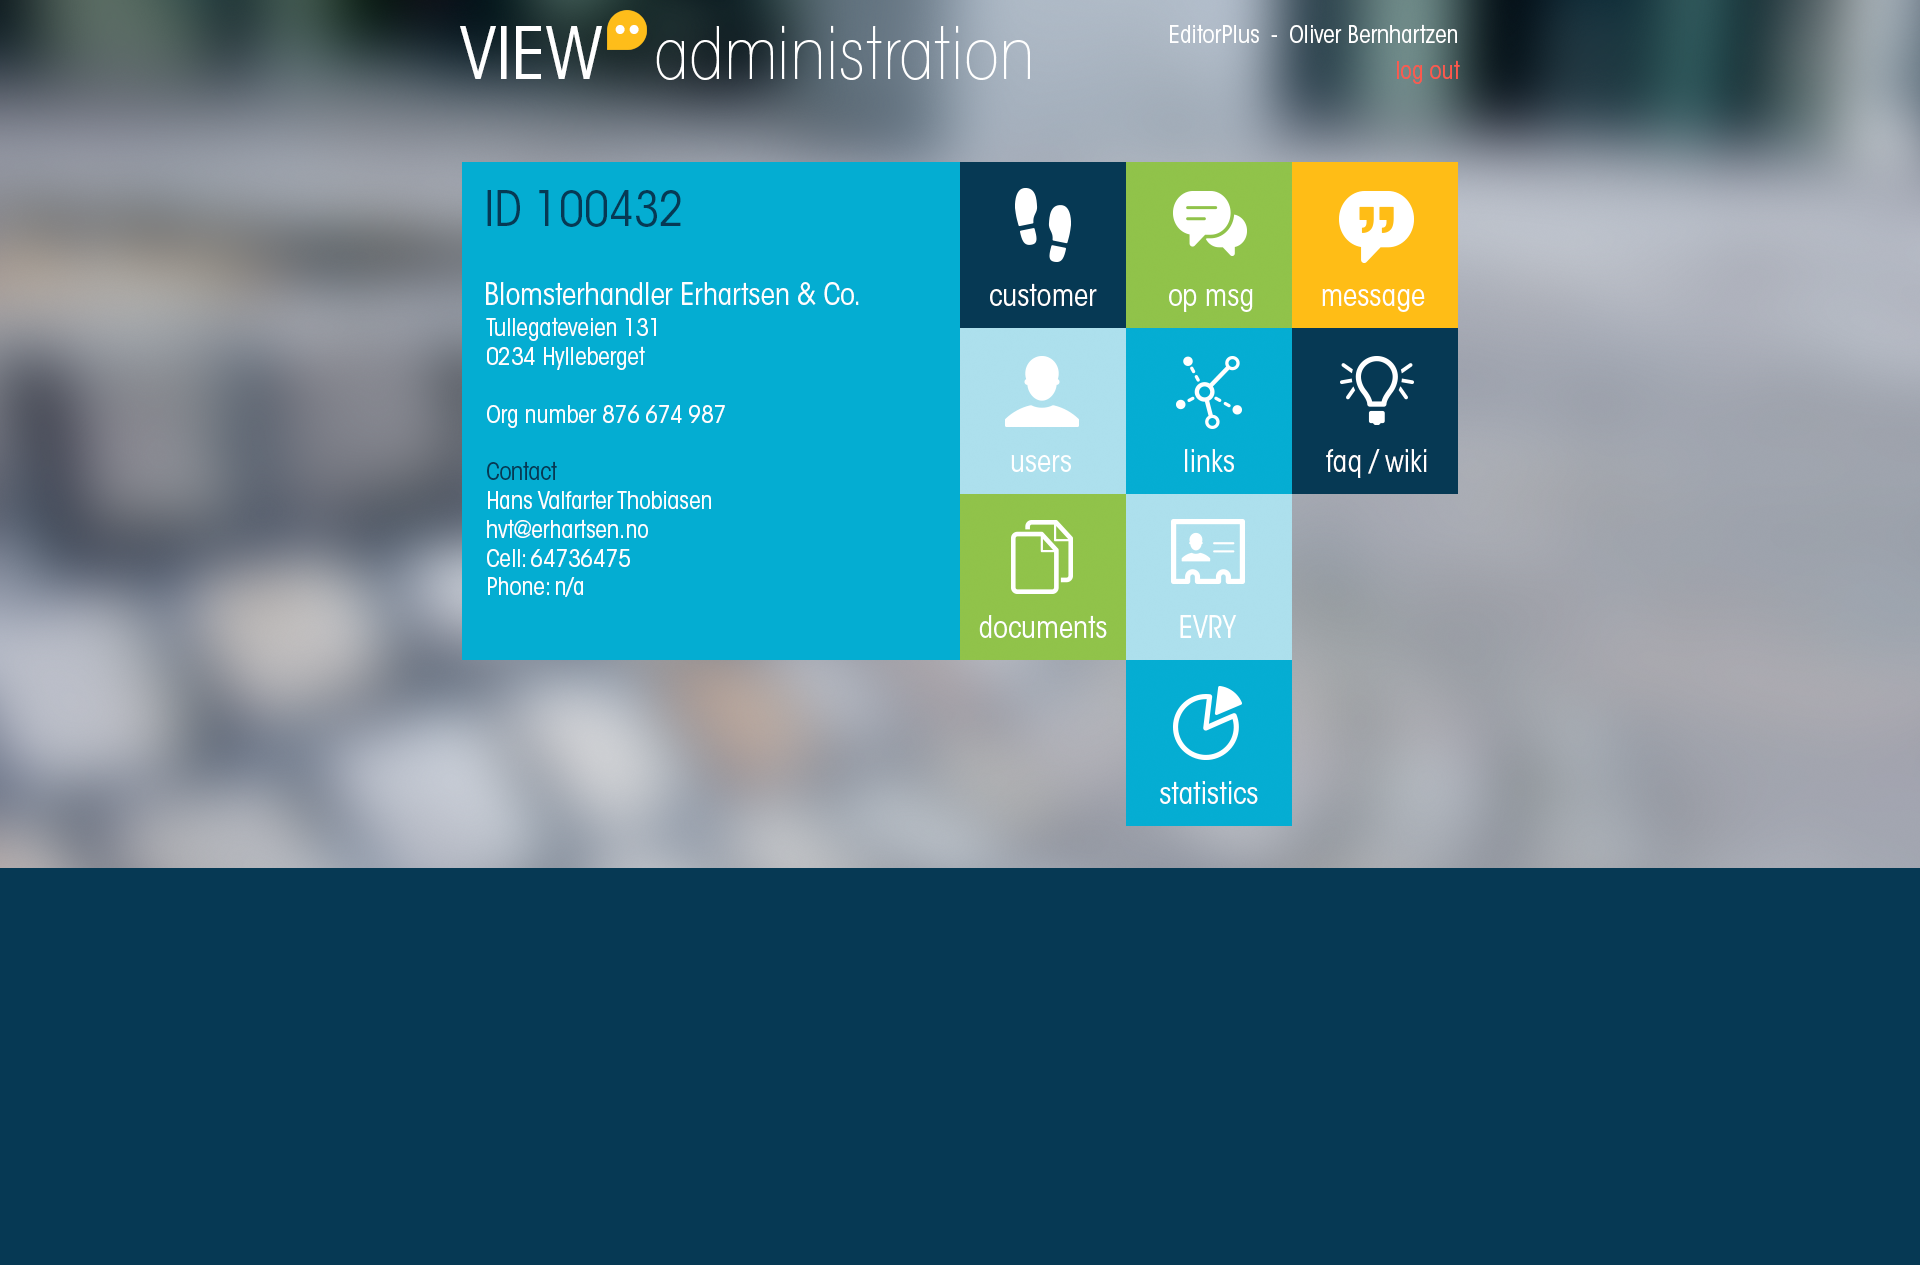 VIEW administration
EditorPlus - Oliver Bernhartzen
log out
ID 100432
Blomsterhandler Erhartsen & Co.
Tullegateveien 131
0234 Hylleberget
Org number 876 674 987
Contact
Hans Valfarter Thobiasen
hvt@erhartsen.no
Cell: 64736475
Phone: n/a
customer
op msg
message
users
links
faq / wiki
documents
EVRY
statistics